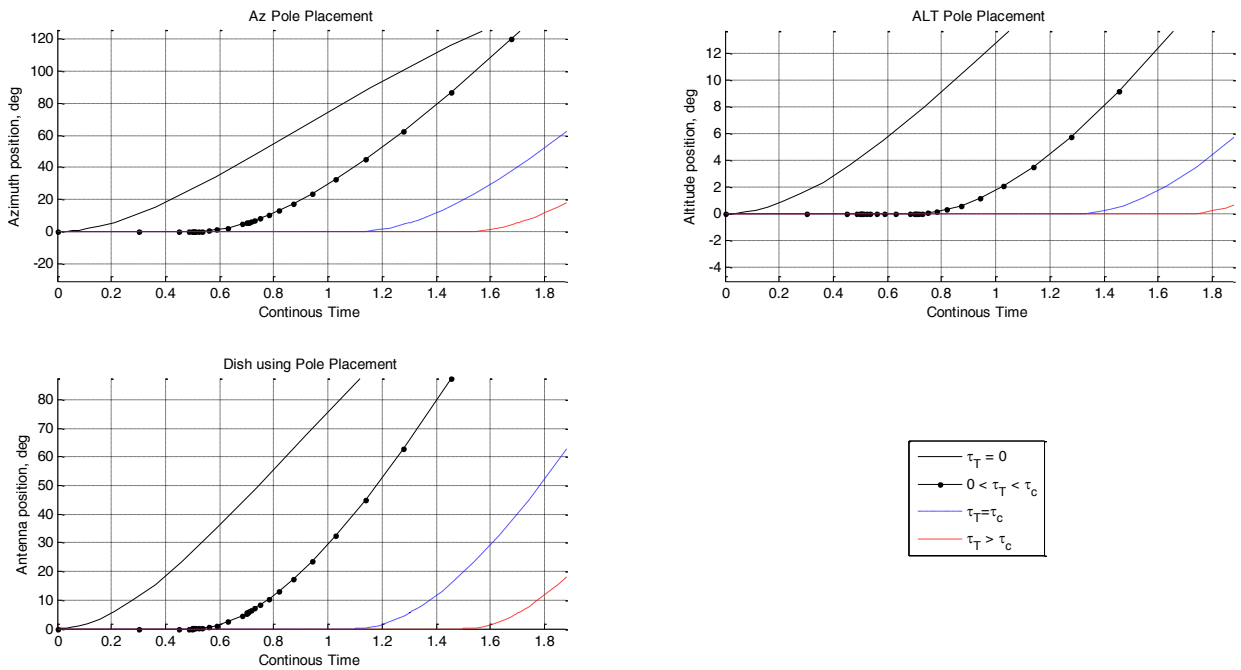 Az Pole Placement
120
100
80
60
40
20
0
-20
Azimuth position, deg
0 0.2 0.4 0.6 0.8 1 1.2 1.4 1.6 1.8
Continous Time
ALT Pole Placement
12
10
8
6
4
2
0
-2
-4
Altitude position, deg
0 0.2 0.4 0.6 0.8 1 1.2 1.4 1.6 1.8
Continous Time
Dish using Pole Placement
80
70
60
50
40
30
20
10
0
Antenna position, deg
0 0.2 0.4 0.6 0.8 1 1.2 1.4 1.6 1.8
Continous Time
τT = 0
0 < τT < τc
τT=τc
τT > τc